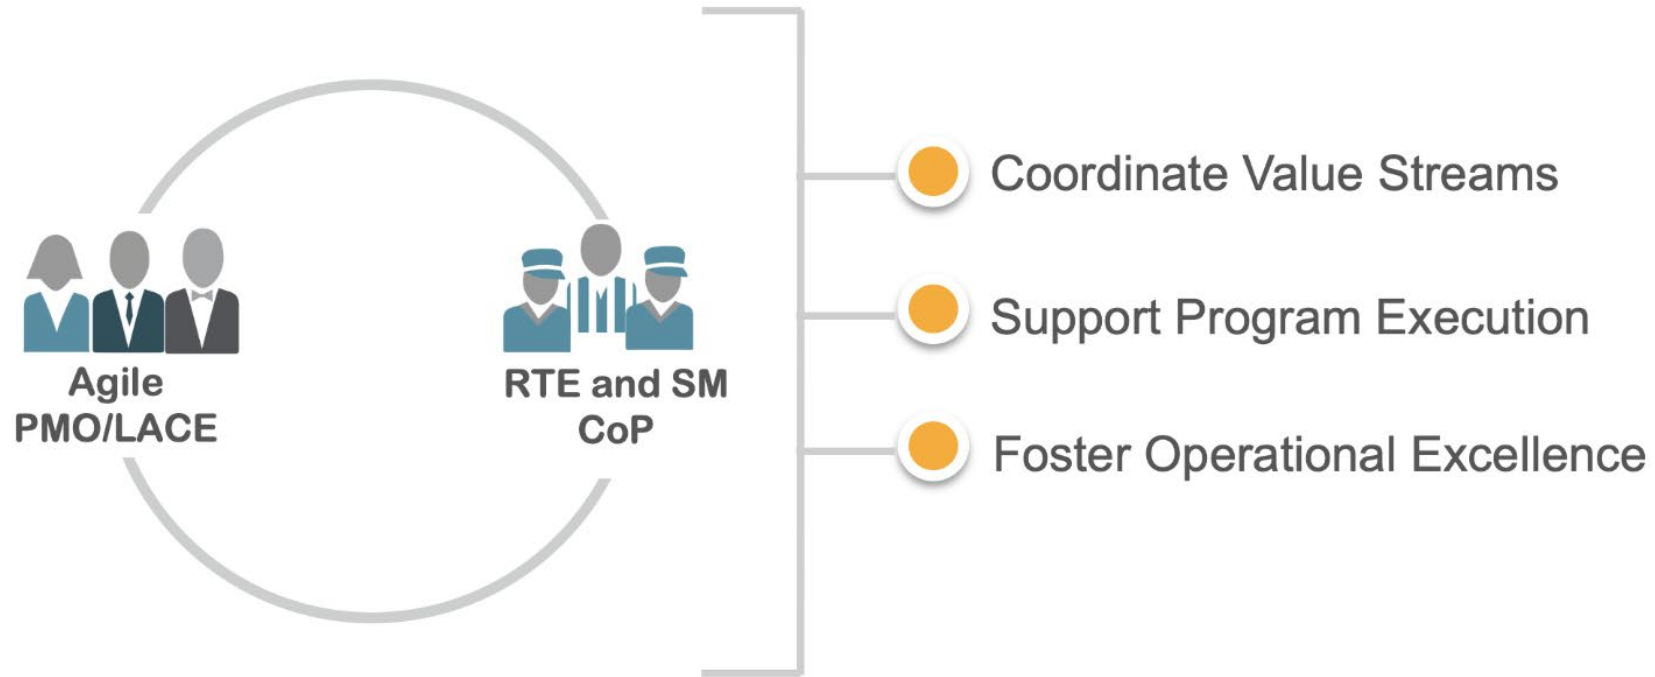 Agile
PMO/LACE
RTE and SM
CoP
Coordinate Value Streams
Support Program Execution
Foster Operational Excellence